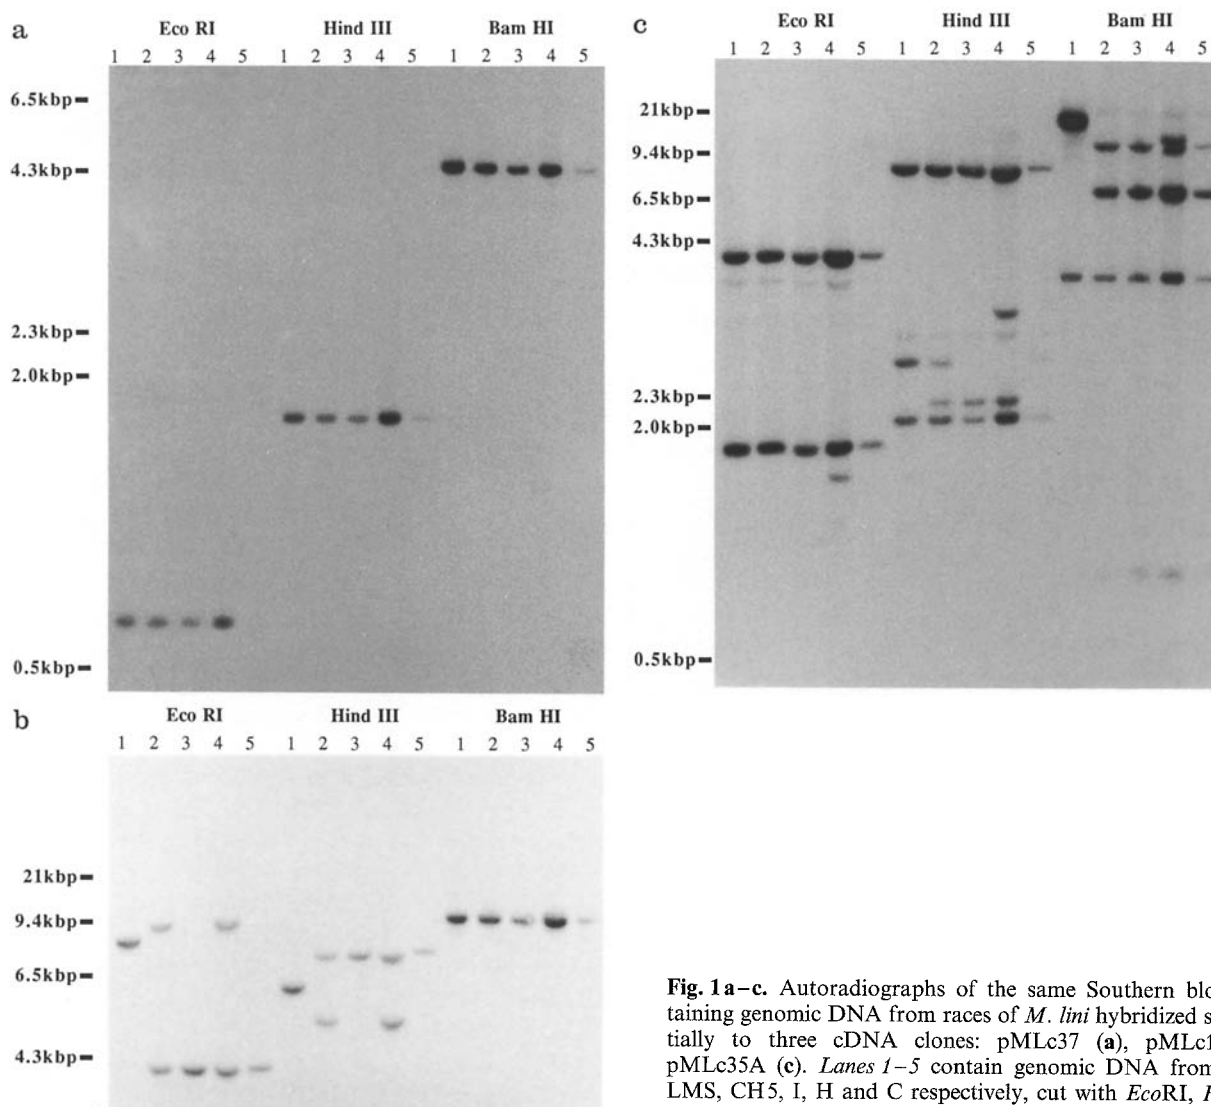 a
Eco RI Hind III Bam HI
1 2 3 4 5 1 2 3 4 5 1 2 3 4 5
6.5kbp
4.3kbp
2.3kbp
2.0kbp
0.5kbp
b
Eco RI Hind III Bam HI
1 2 3 4 5 1 2 3 4 5 1 2 3 4 5
21kbp
9.4kbp
6.5kbp
4.3kbp
c
Eco RI Hind III Bam HI
1 2 3 4 5 1 2 3 4 5 1 2 3 4 5
21kbp
9.4kbp
6.5kbp
4.3kbp
2.3kbp
2.0kbp
0.5kbp
Fig. 1a–c. Autoradiographs of the same Southern blo
taining genomic DNA from races of M. lini hybridized s
tially to three cDNA clones: pMLc37 (a), pMLc1
pMLc35A (c). Lanes 1–5 contain genomic DNA from
LMS, CH5, I, H and C respectively, cut with EcoRI,